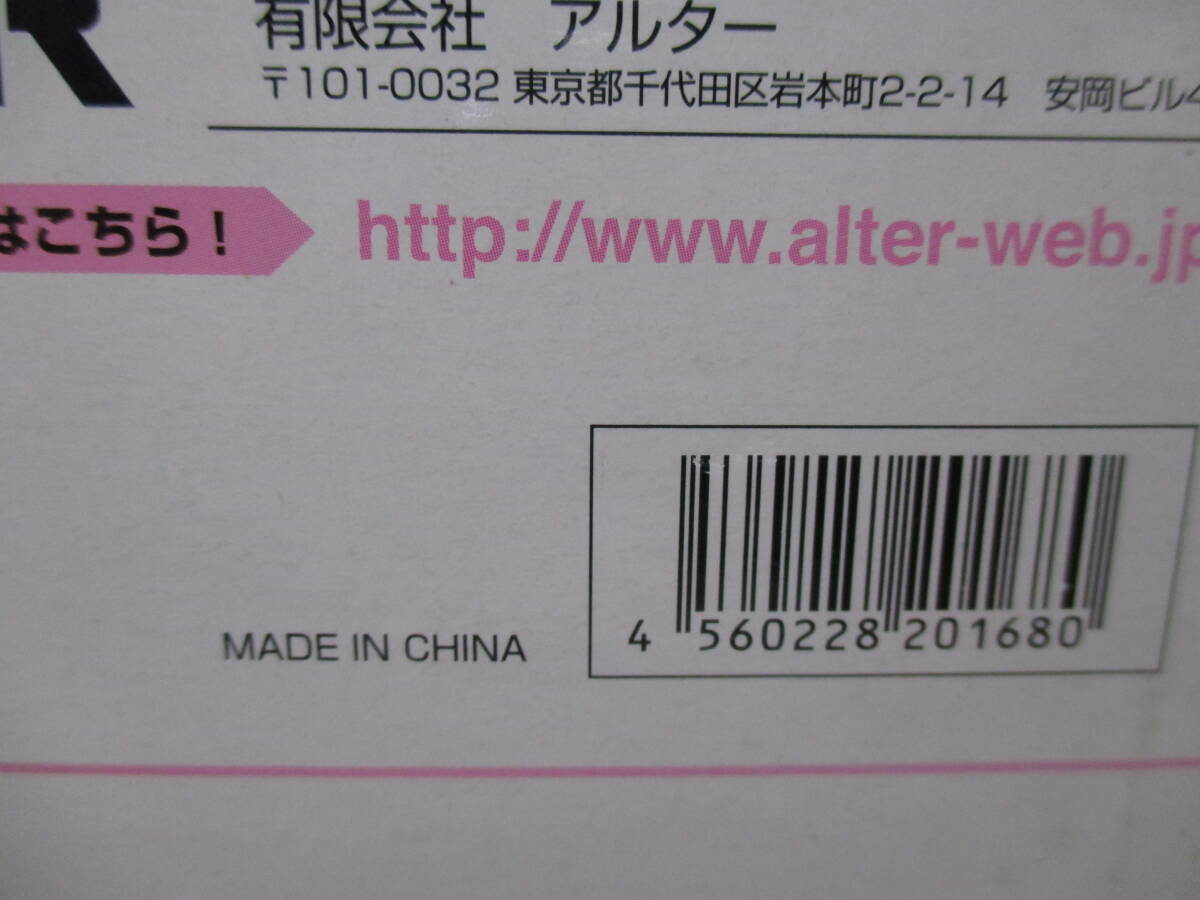 R
有限会社 アルター
〒101-0032 東京都千代田区岩本町2-2-14 安岡ビル4
はこちら!
http://www.alter-web.jp
MADE IN CHINA
4 560228 201680